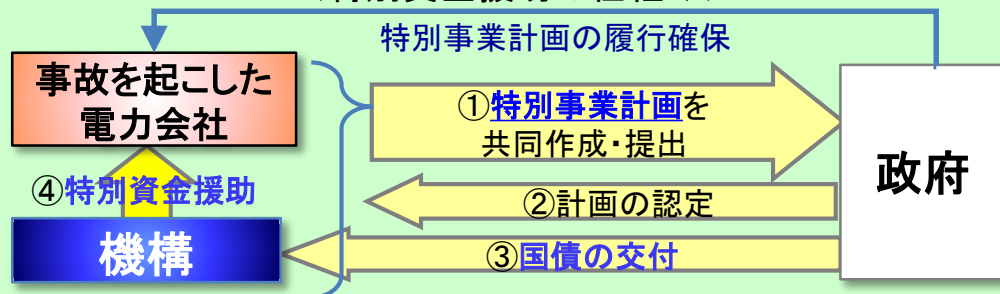 特別事業計画の履行確保
事故を起こした
電力会社
①特別事業計画を
共同作成・提出
政府
②計画の認定
④特別資金援助
機構
③国債の交付